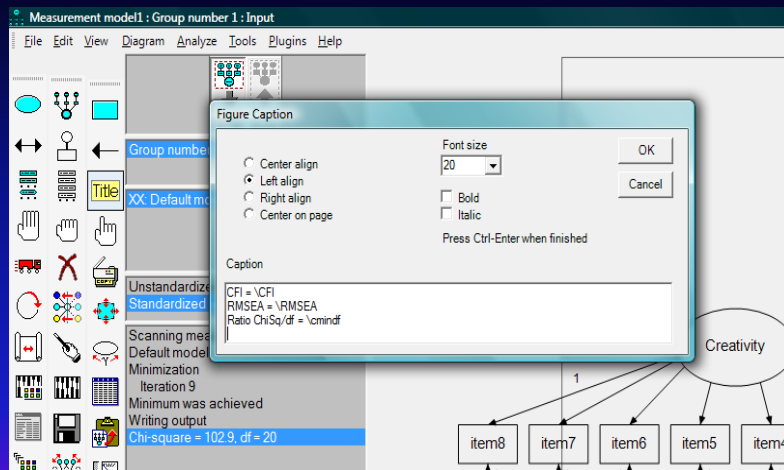 Measurement model1 : Group number 1 : Input
File Edit View Diagram Analyze Tools Plugins Help
Figure Caption
Center align
Left align
Right align
Center on page
Font size
20
Bold
Italic
Press Ctrl-Enter when finished
OK
Cancel
Caption
CFI = \CFI
RMSEA = \RMSEA
Ratio ChiSq/df = \cmindf
Title
COPY
Group number
XX: Default mo
Unstandardize
Standardized
Scanning mea
Default model
Minimization
Iteration 9
Minimum was achieved
Writing output
Chi-square = 102.9, df = 20
Creativity
1
item8 item7 item6 item5 item4